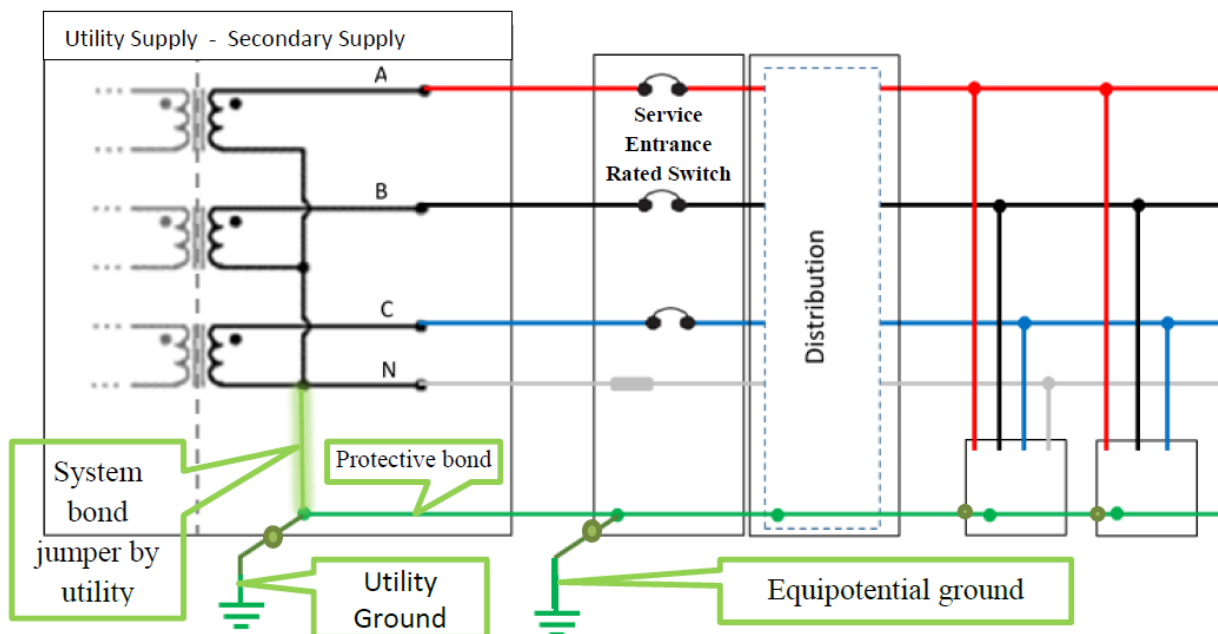 Utility Supply - Secondary Supply
A
B
C
N
Service
Entrance
Rated Switch
Distribution
System
bond
jumper by
utility
Protective bond
Utility
Ground
Equipotential ground